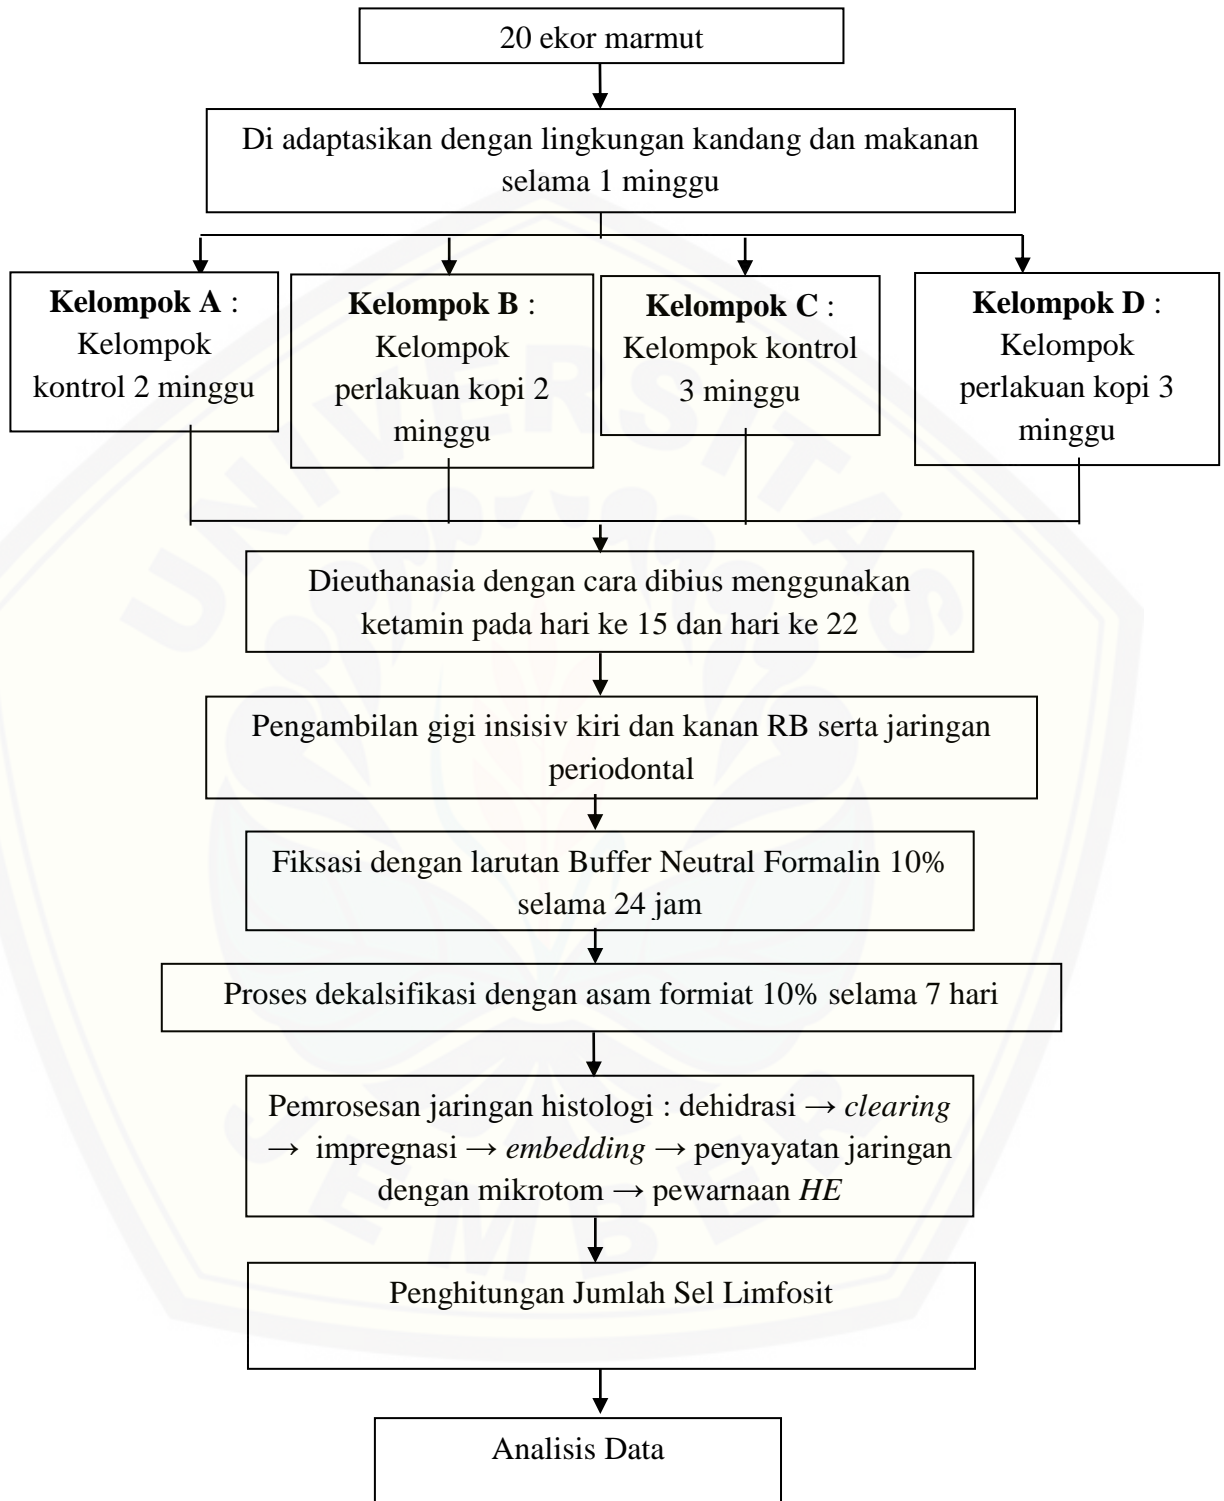 20 ekor marmut
Di adaptasikan dengan lingkungan kandang dan makanan
selama 1 minggu
Kelompok A :
Kelompok
kontrol 2 minggu
Kelompok B :
Kelompok
perlakuan kopi 2
minggu
Kelompok C :
Kelompok kontrol
3 minggu
Kelompok D :
Kelompok
perlakuan kopi 3
minggu
Dieuthanasia dengan cara dibius menggunakan
ketamin pada hari ke 15 dan hari ke 22
Pengambilan gigi insisiv kiri dan kanan RB serta jaringan
periodontal
Fiksasi dengan larutan Buffer Neutral Formalin 10%
selama 24 jam
Proses dekalsifikasi dengan asam formiat 10% selama 7 hari
Pemrosesan jaringan histologi : dehidrasi → clearing
→ impregnasi → embedding → penyayatan jaringan
dengan mikrotom → pewarnaan HE
Penghitungan Jumlah Sel Limfosit
Analisis Data
UNIVERSITAS
JEMBER